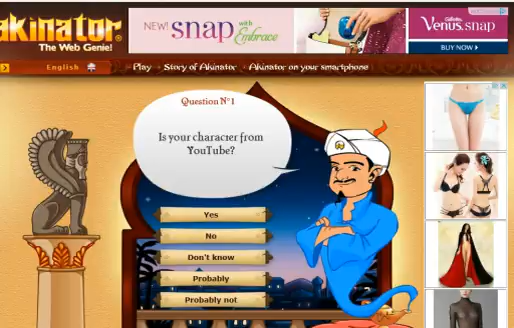 akinator®
The Web Genie!
NEW! snap with Embrace
Gillette
Venus snap
BUY NOW
English
Play
Story of Akinator
Akinator on your smartphone
Question N°1
Is your character from
YouTube?
Yes
No
Don't know
Probably
Probably not